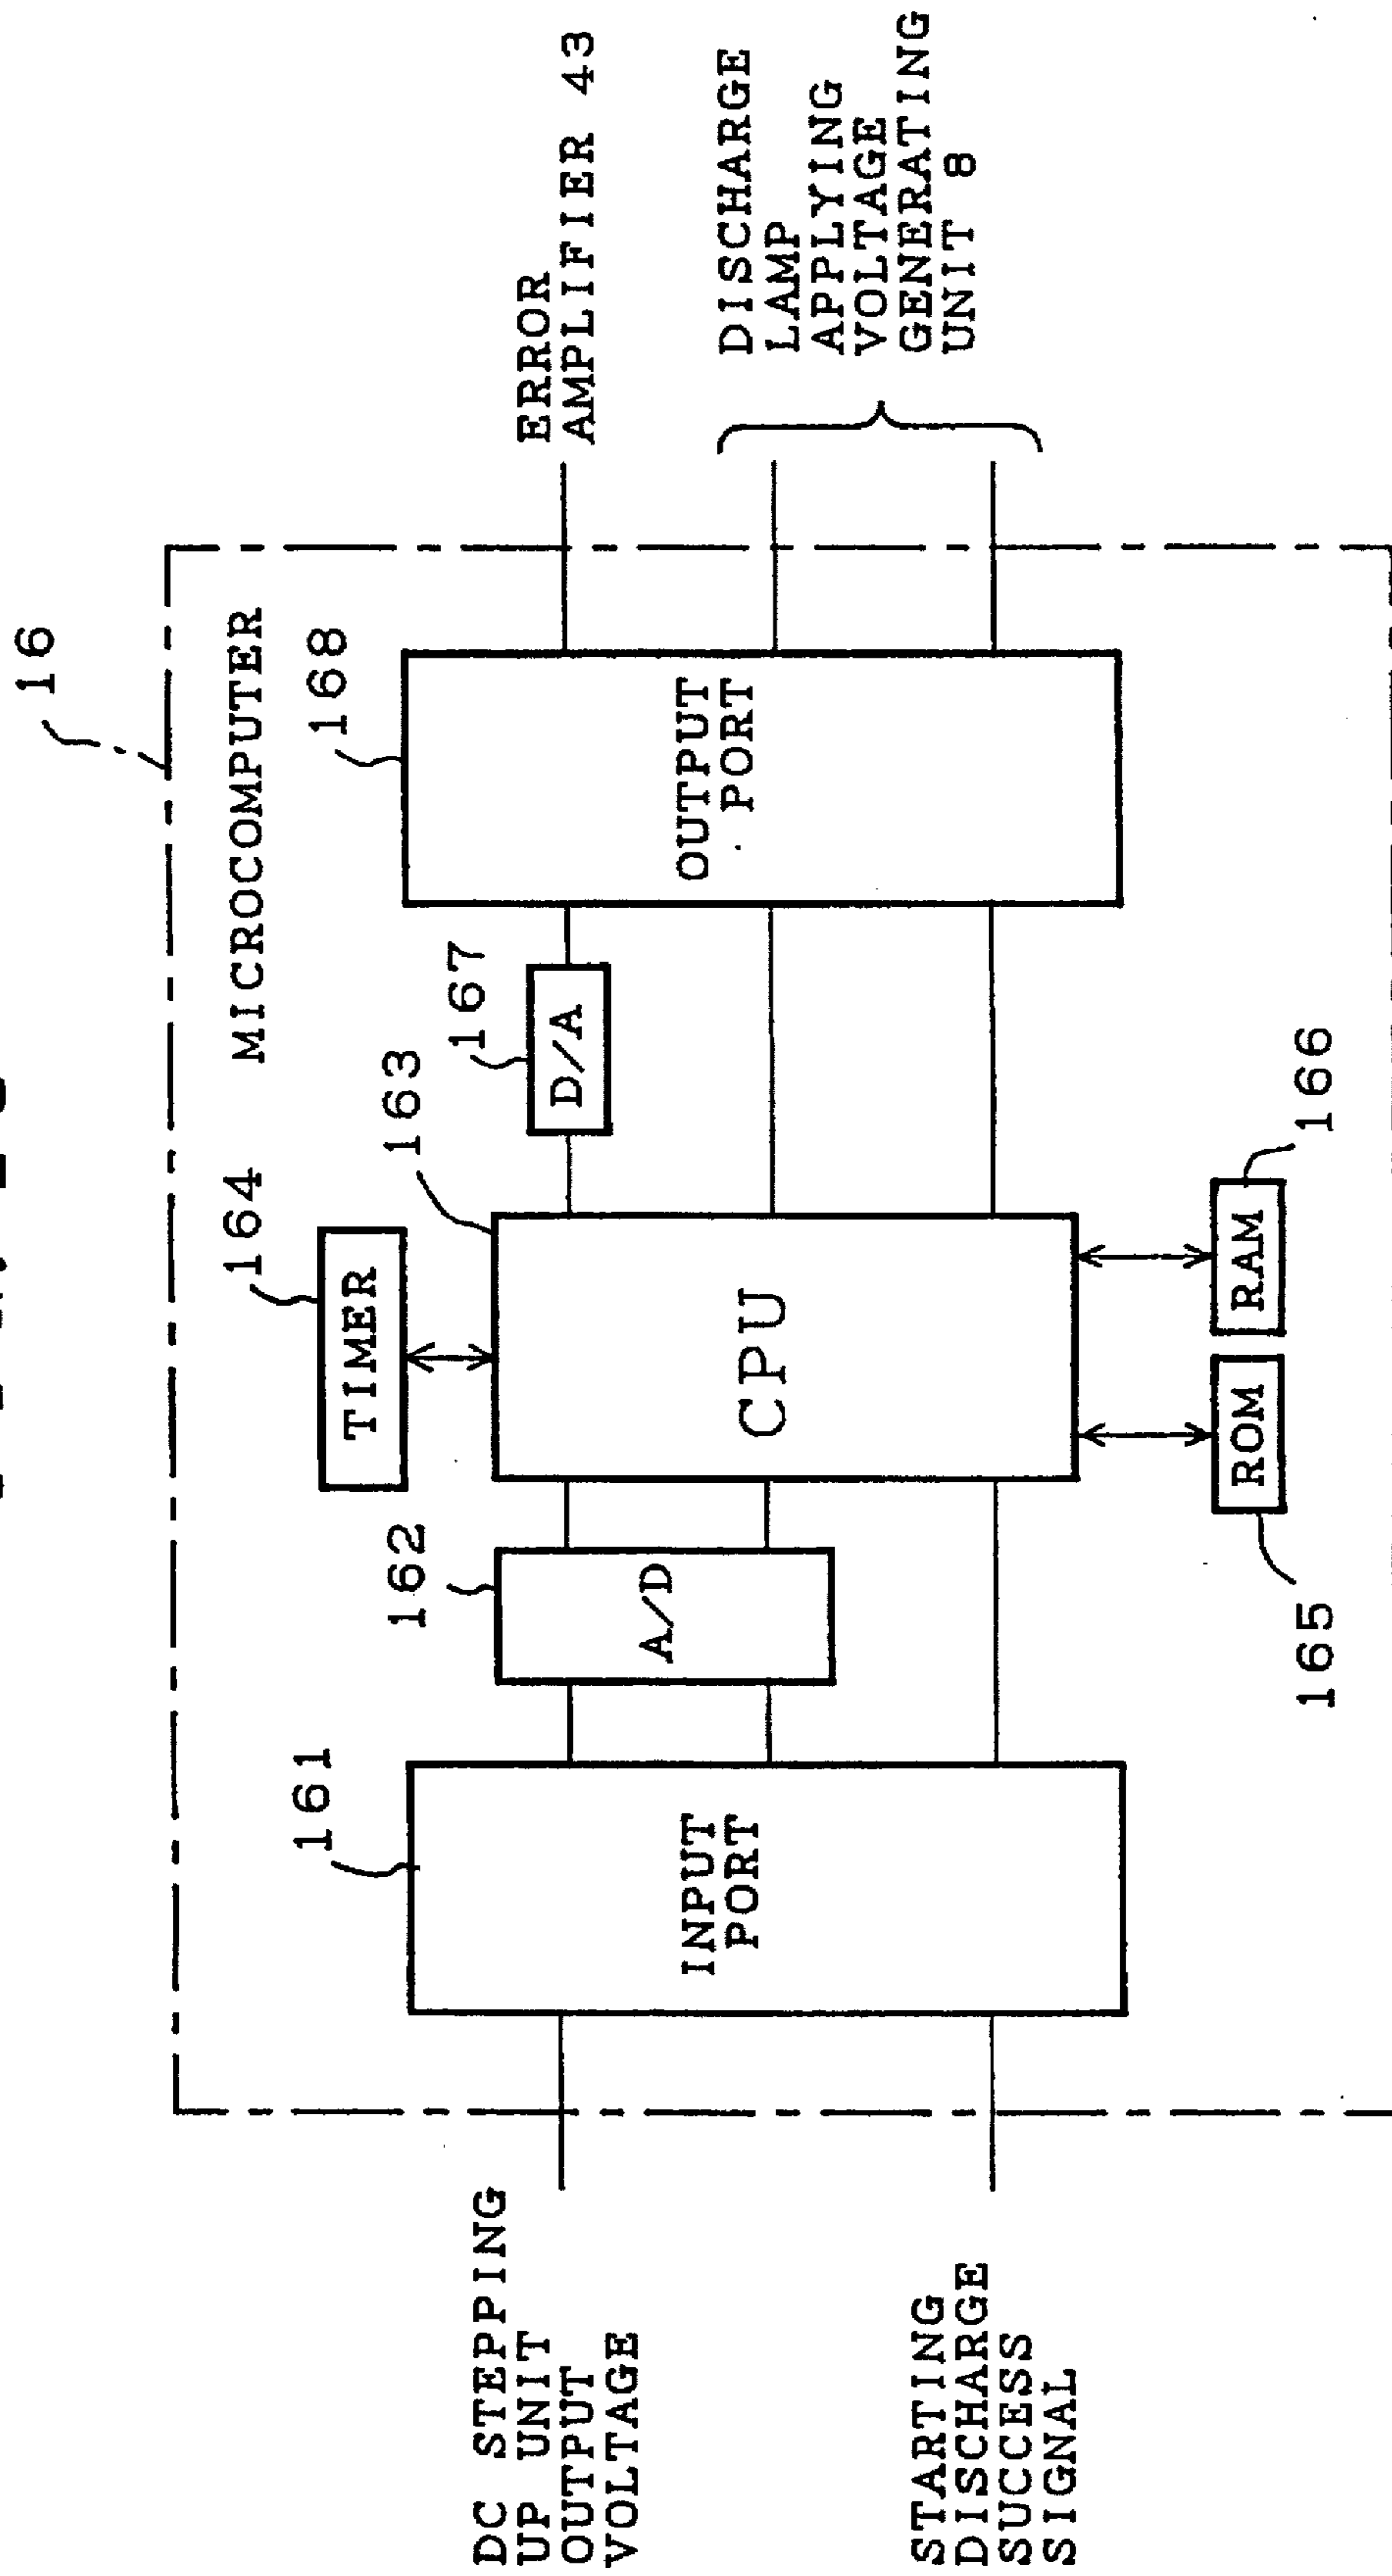 16
MICROCOMPUTER
164
TIMER
163
162
A/D
167
D/A
161
INPUT
PORT
CPU
168
OUTPUT
PORT
165
ROM
RAM
166
DC STEPPING
UP UNIT
OUTPUT
VOLTAGE
STARTING
DISCHARGE
SUCCESS
SIGNAL
ERROR
AMPLIFIER 43
DISCHARGE
LAMP
APPLYING
VOLTAGE
GENERATING
UNIT 8